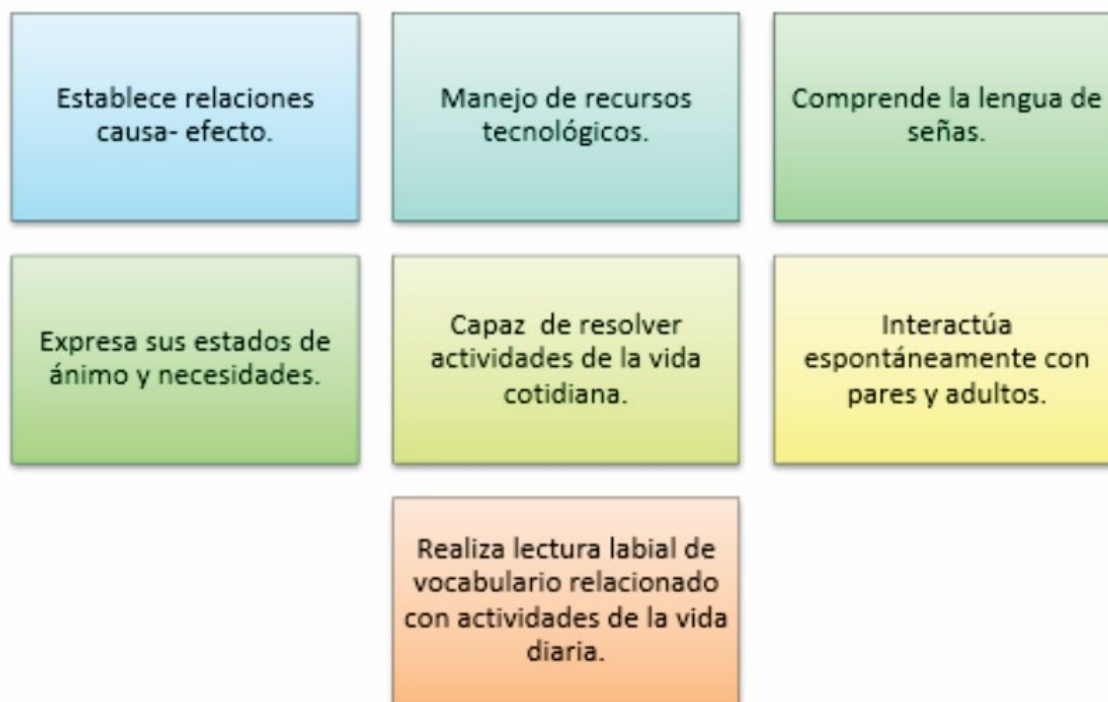 Establece relaciones
causa- efecto.
Manejo de recursos
tecnológicos.
Comprende la lengua de
señas.
Expresa sus estados de
ánimo y necesidades.
Capaz  de resolver
actividades de la vida
cotidiana.
Interactúa
espontáneamente con
pares y adultos.
Realiza lectura labial de
vocabulario relacionado
con actividades de la vida
diaria.